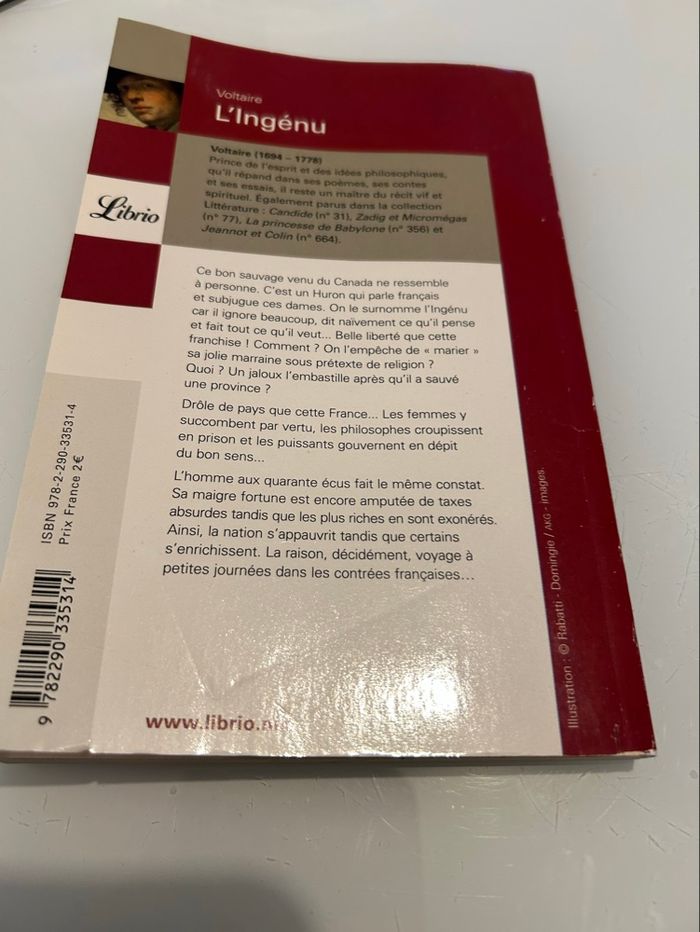 Voltaire
L'Ingénu
Voltaire (1694 – 1778)
Prince de l'esprit et des idées philosophiques,
qu'il répand dans ses poèmes, ses contes
et ses essais, il reste un maître du récit vif et
spirituel. Également parus dans la collection
Littérature : Candide (n° 31), Zadig et Micromégas
(n° 77), La princesse de Babylone (n° 356) et
Jeannot et Colin (n° 664).
Librio
Ce bon sauvage venu du Canada ne ressemble
à personne. C'est un Huron qui parle français
et subjugue ces dames. On le surnomme l'Ingénu
car il ignore beaucoup, dit naïvement ce qu'il pense
et fait tout ce qu'il veut... Belle liberté que cette
franchise ! Comment ? On l'empêche de « marier »
sa jolie marraine sous prétexte de religion ?
Quoi ? Un jaloux l'embastille après qu'il a sauvé
une province ?
Drôle de pays que cette France... Les femmes y
succombent par vertu, les philosophes croupissent
en prison et les puissants gouvernent en dépit
du bon sens...
L'homme aux quarante écus fait le même constat.
Sa maigre fortune est encore amputée de taxes
absurdes tandis que les plus riches en sont exonérés.
Ainsi, la nation s'appauvrit tandis que certains
s'enrichissent. La raison, décidément, voyage à
petites journées dans les contrées françaises...
ISBN 978-2-290-33531-4
Prix France 2€
9 782290 335314
www.librio.n
Illustration : © Rabatti - Domingie / AKG - images.